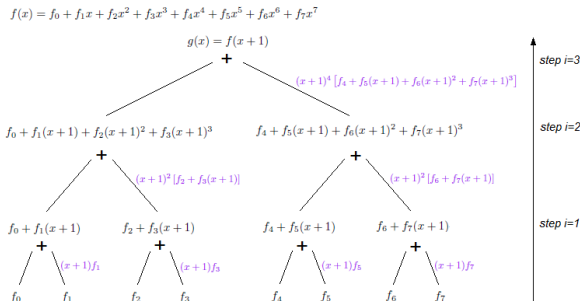 f(x) = f₀ + f₁x + f₂x² + f₃x³ + f₄x⁴ + f₅x⁵ + f₆x⁶ + f₇x⁷
g(x) = f(x + 1)
+
step i=3
(x + 1)⁴ [f₄ + f₅(x + 1) + f₆(x + 1)² + f₇(x + 1)³]
f₀ + f₁(x + 1) + f₂(x + 1)² + f₃(x + 1)³ f₄ + f₅(x + 1) + f₆(x + 1)² + f₇(x + 1)³ step i=2
+ +
(x + 1)² [f₂ + f₃(x + 1)] (x + 1)² [f₆ + f₇(x + 1)]
f₀ + f₁(x + 1) f₂ + f₃(x + 1) f₄ + f₅(x + 1) f₆ + f₇(x + 1) step i=1
+ + + +
(x + 1)f₁ (x + 1)f₃ (x + 1)f₅ (x + 1)f₇
f₀ f₁ f₂ f₃ f₄ f₅ f₆ f₇